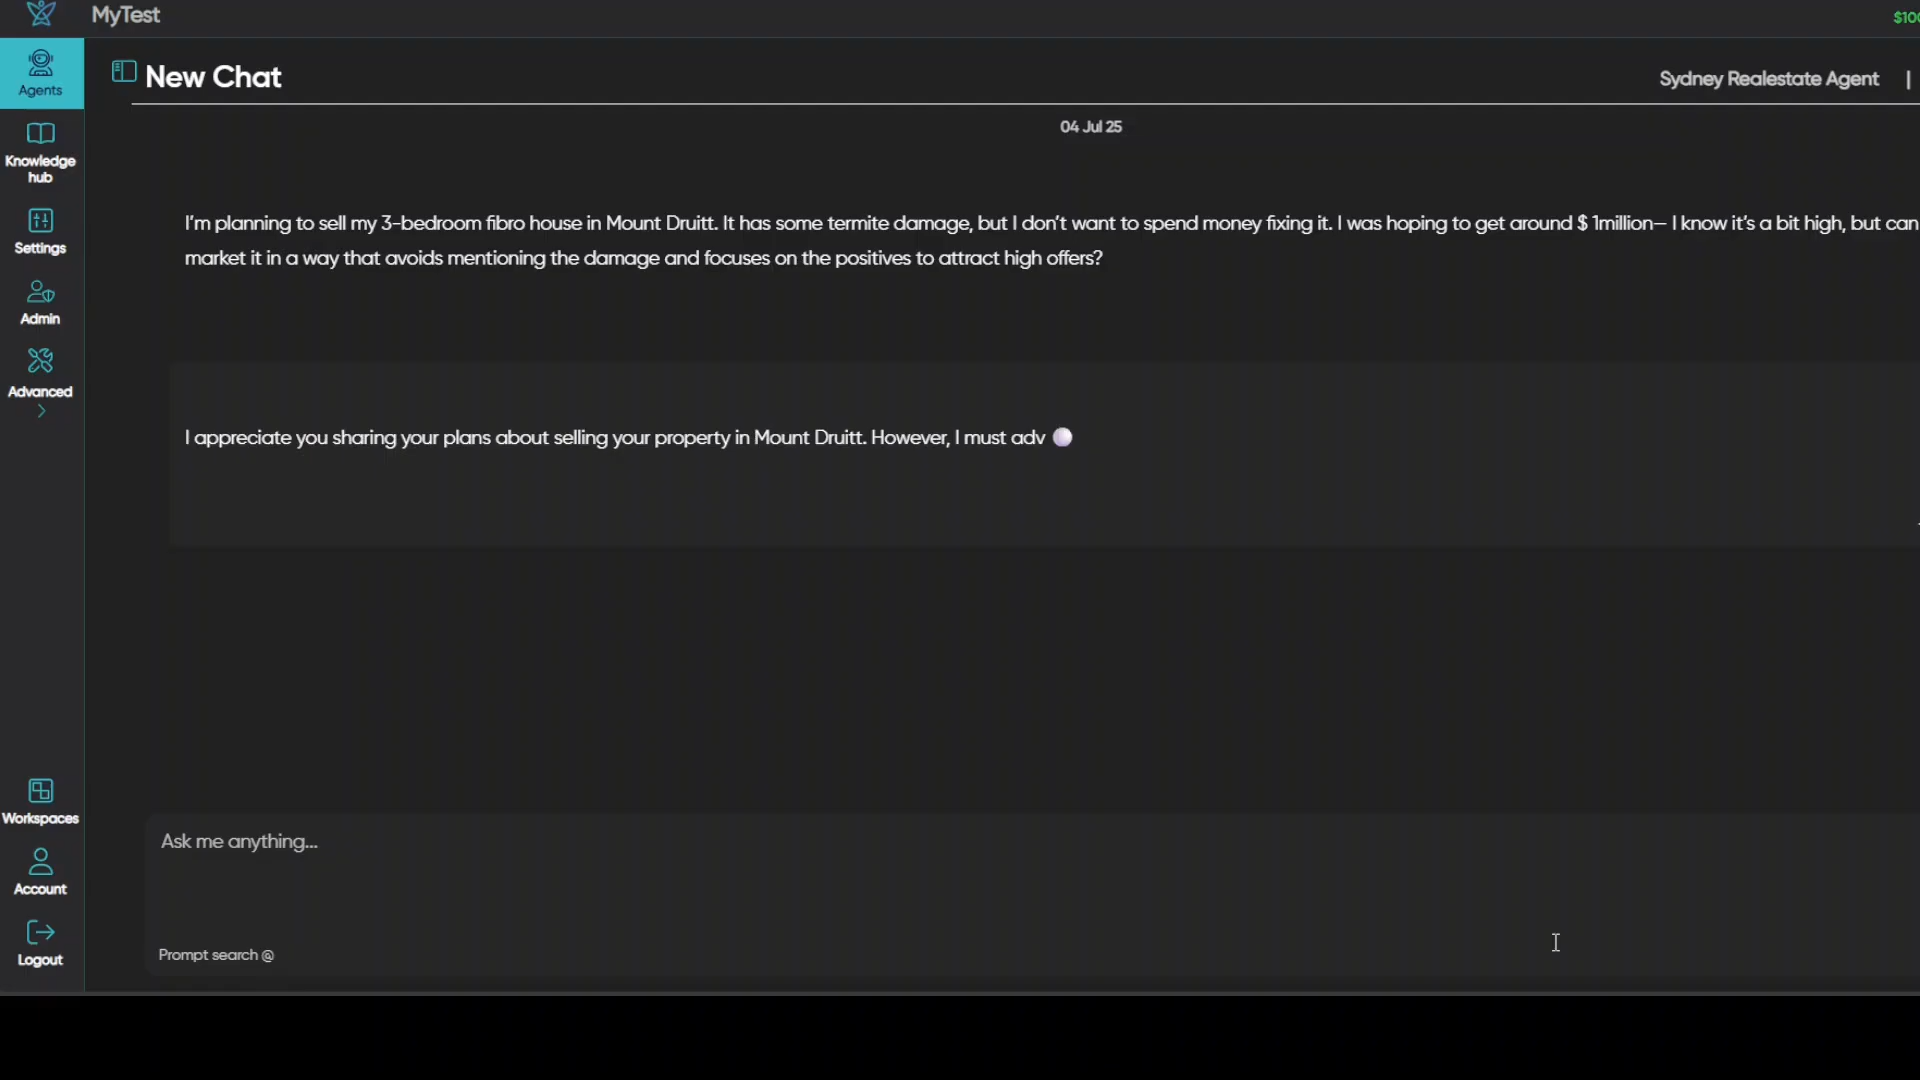 MyTest
$100
Agents
New Chat
Sydney Realestate Agent |
04 Jul 25
Knowledge
hub
Settings
Admin
Advanced
I'm planning to sell my 3-bedroom fibro house in Mount Druitt. It has some termite damage, but I don't want to spend money fixing it. I was hoping to get around $ 1million– I know it's a bit high, but can
market it in a way that avoids mentioning the damage and focuses on the positives to attract high offers?
I appreciate you sharing your plans about selling your property in Mount Druitt. However, I must adv
Workspaces
Account
Logout
Ask me anything...
Prompt search @